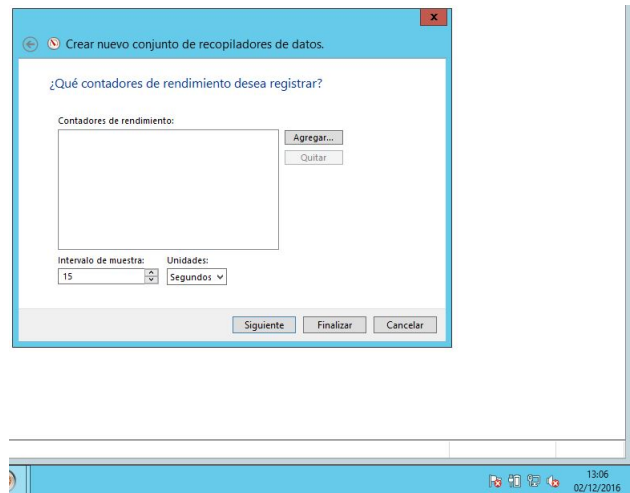 x
Crear nuevo conjunto de recopiladores de datos.
¿Qué contadores de rendimiento desea registrar?
Contadores de rendimiento:
Agregar...
Quitar
Intervalo de muestra: Unidades:
15 Segundos
Siguiente Finalizar Cancelar
13:06
02/12/2016